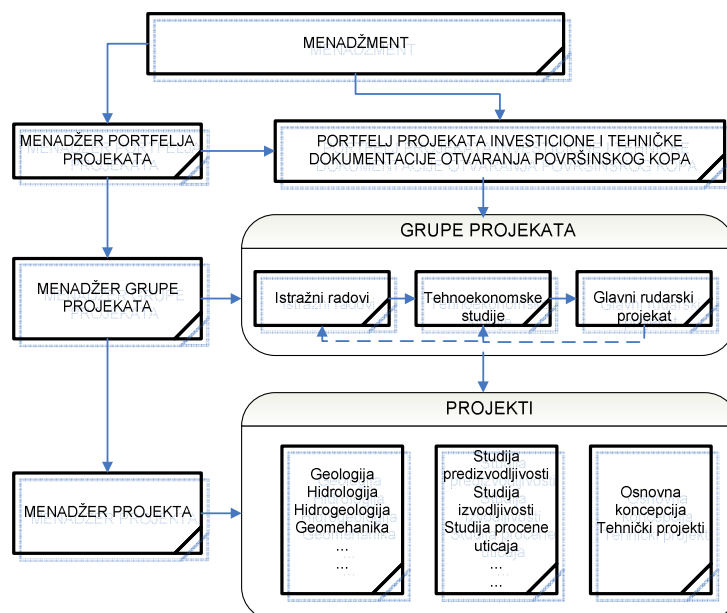 MENADŽMENT
MENADŽER PORTFELJA
PROJEKATA
PORTFELJ PROJEKATA INVESTICIONE I TEHNIČKE
DOKUMENTACIJE OTVARANJA POVRŠINSKOG KOPA
GRUPE PROJEKATA
MENADŽER GRUPE
PROJEKATA
Istražni radovi
Tehnoekonomske
studije
Glavni rudarski
projekat
PROJEKTI
MENADŽER PROJEKTA
Geologija
Hidrologija
Hidrogeologija
Geomehanika
...
...
Studija
predizvodljivosti
Studija
izvodljivosti
Studija procene
uticaja
...
...
Osnovna
koncepcija
Tehnički projekti